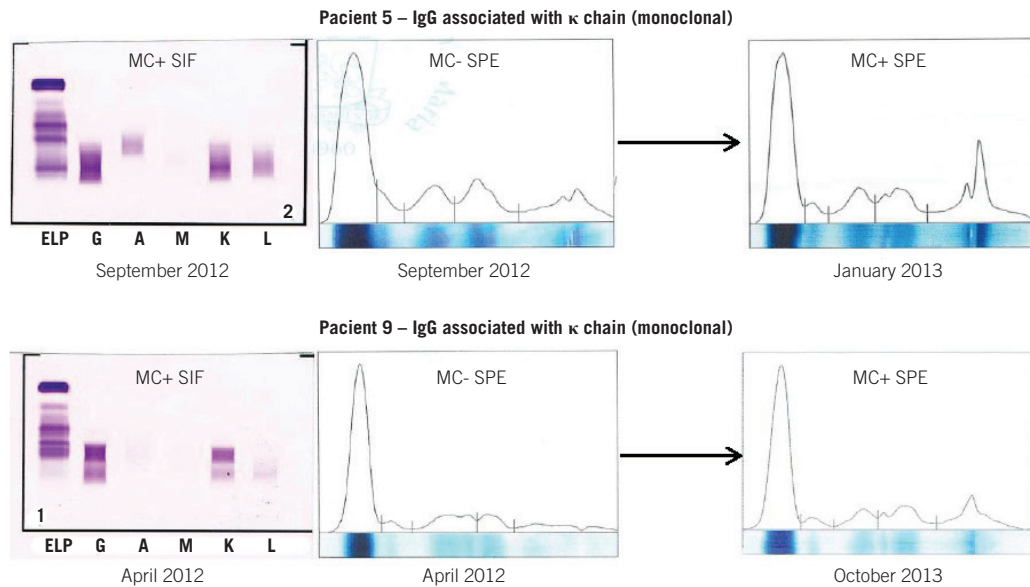 Pacient 5 – IgG associated with κ chain (monoclonal)
MC+ SIF
MC- SPE
MC+ SPE
2
ELP G A M K L
September 2012
September 2012
January 2013
Pacient 9 – IgG associated with κ chain (monoclonal)
MC+ SIF
MC- SPE
MC+ SPE
1
ELP G A M K L
April 2012
April 2012
October 2013